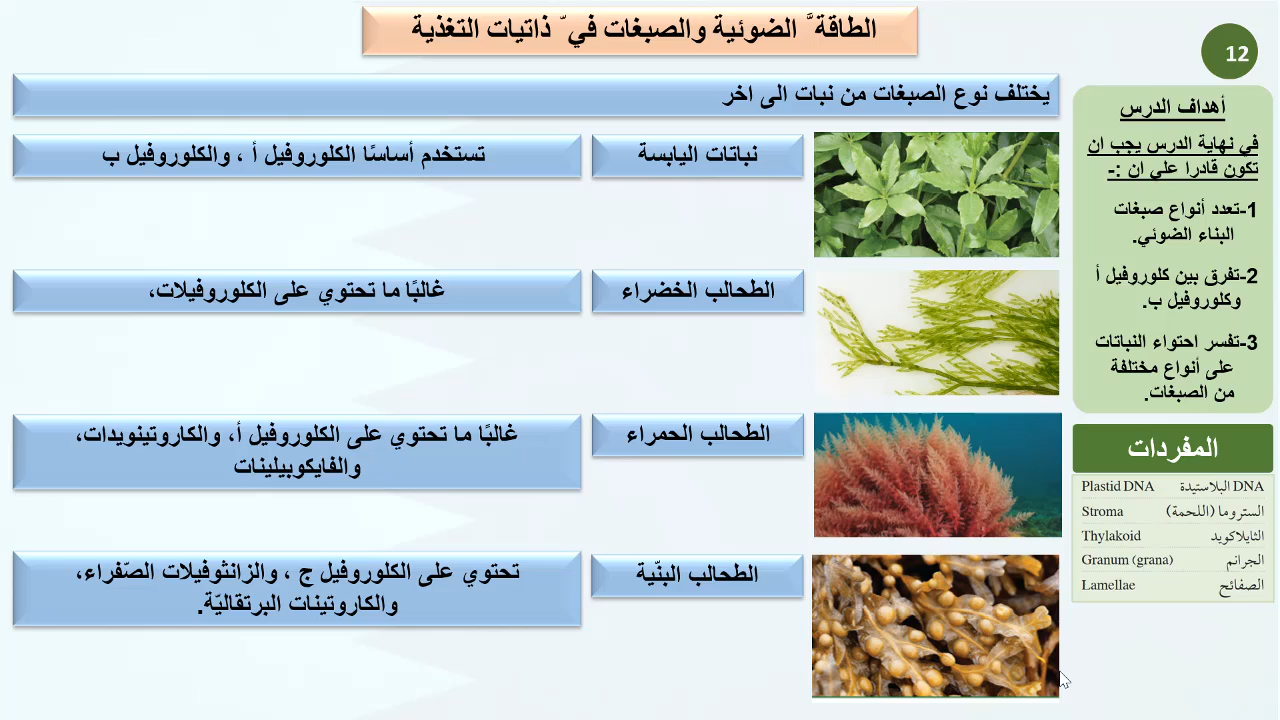 الطاقة ّ الضوئية والصبغات في ّ ذاتيات التغذية
12
يختلف نوع الصبغات من نبات الى اخر
نباتات اليابسة
تستخدم أساسًا الكلوروفيل أ ، والكلوروفيل ب
الطحالب الخضراء
غالبًا ما تحتوي على الكلوروفيلات،
الطحالب الحمراء
غالبًا ما تحتوي على الكلوروفيل أ، والكاروتينويدات،
والفايكوبيلينات
الطحالب البنّية
تحتوي على الكلوروفيل ج ، والزانثوفيلات الصّفراء،
والكاروتينات البرتقاليّة.
أهداف الدرس
في نهاية الدرس يجب ان
تكون قادرا علي ان :-
1-تعدد أنواع صبغات
البناء الضوئي.
2-تفرق بين كلوروفيل أ
وكلوروفيل ب.
3-تفسر احتواء النباتات
على أنواع مختلفة
من الصبغات.
المفردات
DNA البلاستيدة Plastid DNA
الستروما (اللحمة) Stroma
الثايلاكويد Thylakoid
الجرانم Granum (grana)
الصفائح Lamellae